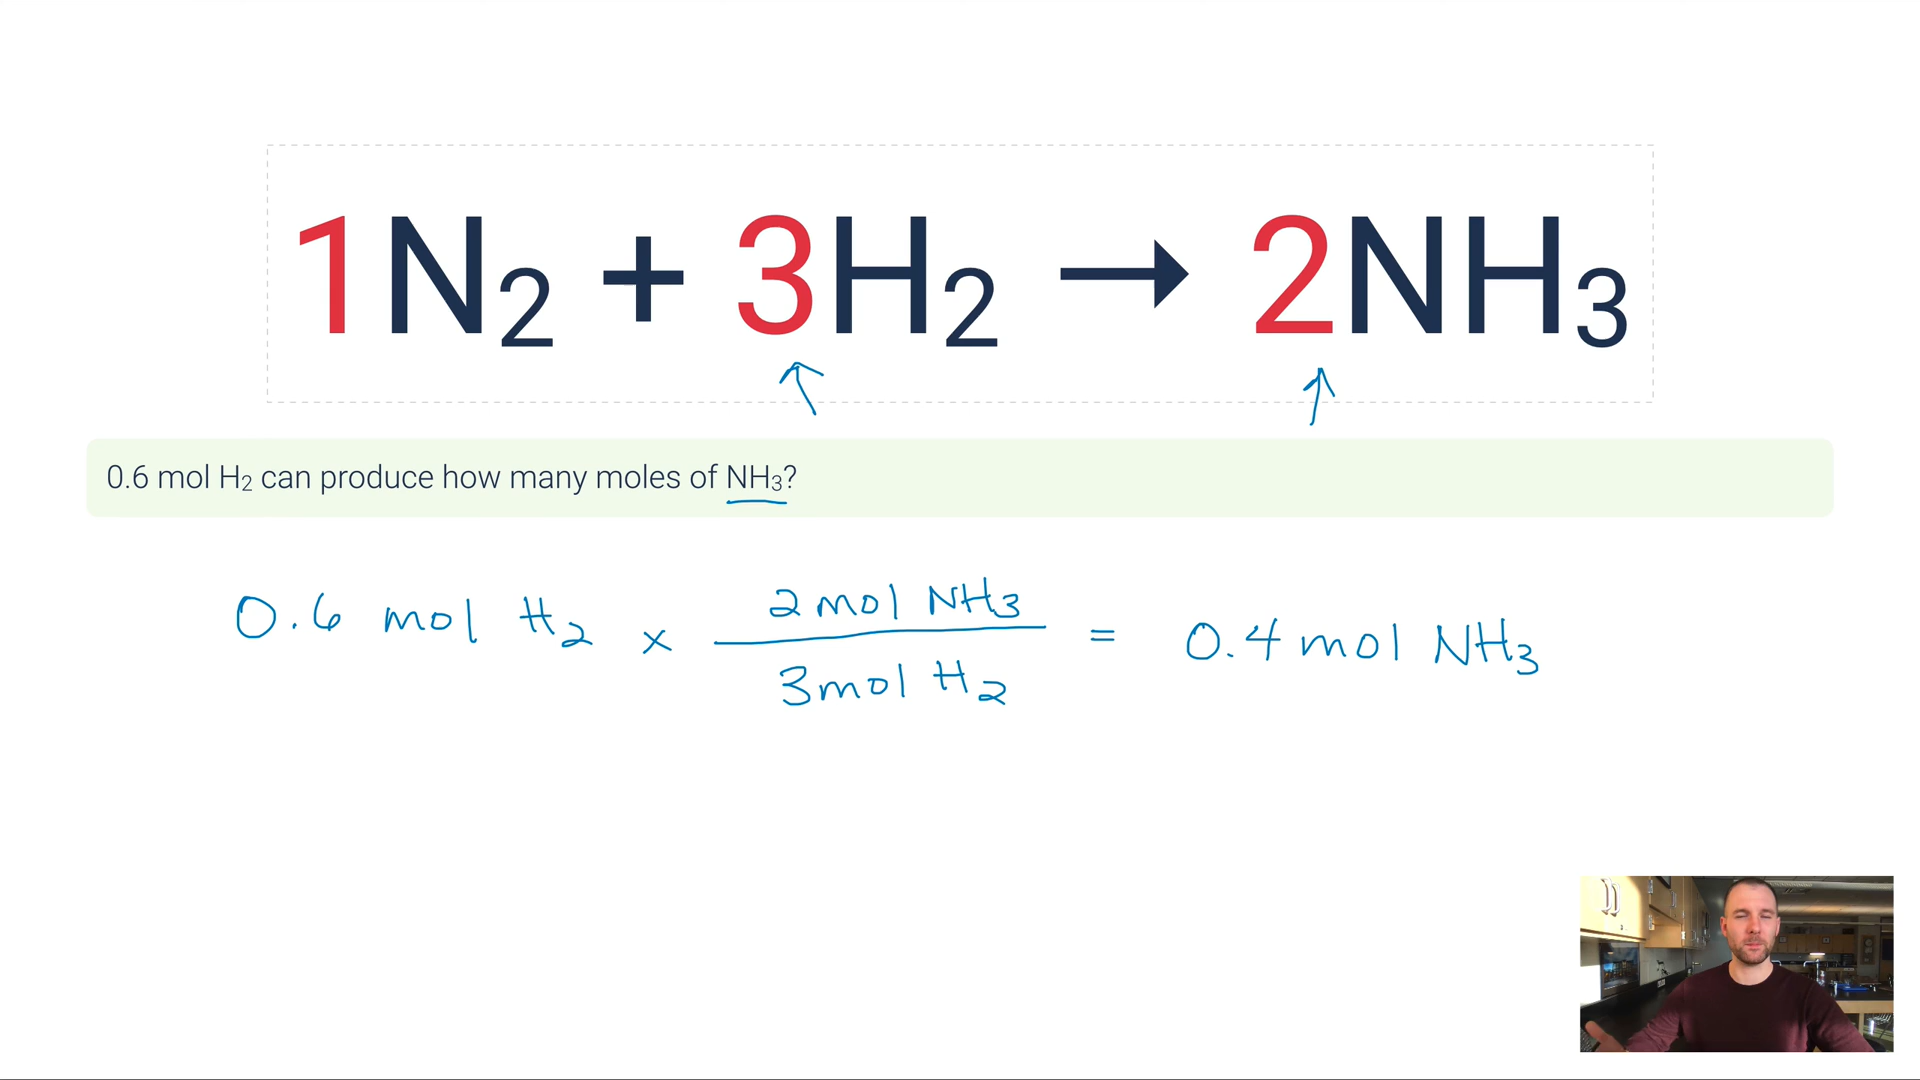 1N₂ + 3H₂ → 2NH₃
0.6 mol H₂ can produce how many moles of NH₃?
0.6 mol H₂ × 2 mol NH₃ / 3 mol H₂ = 0.4 mol NH₃